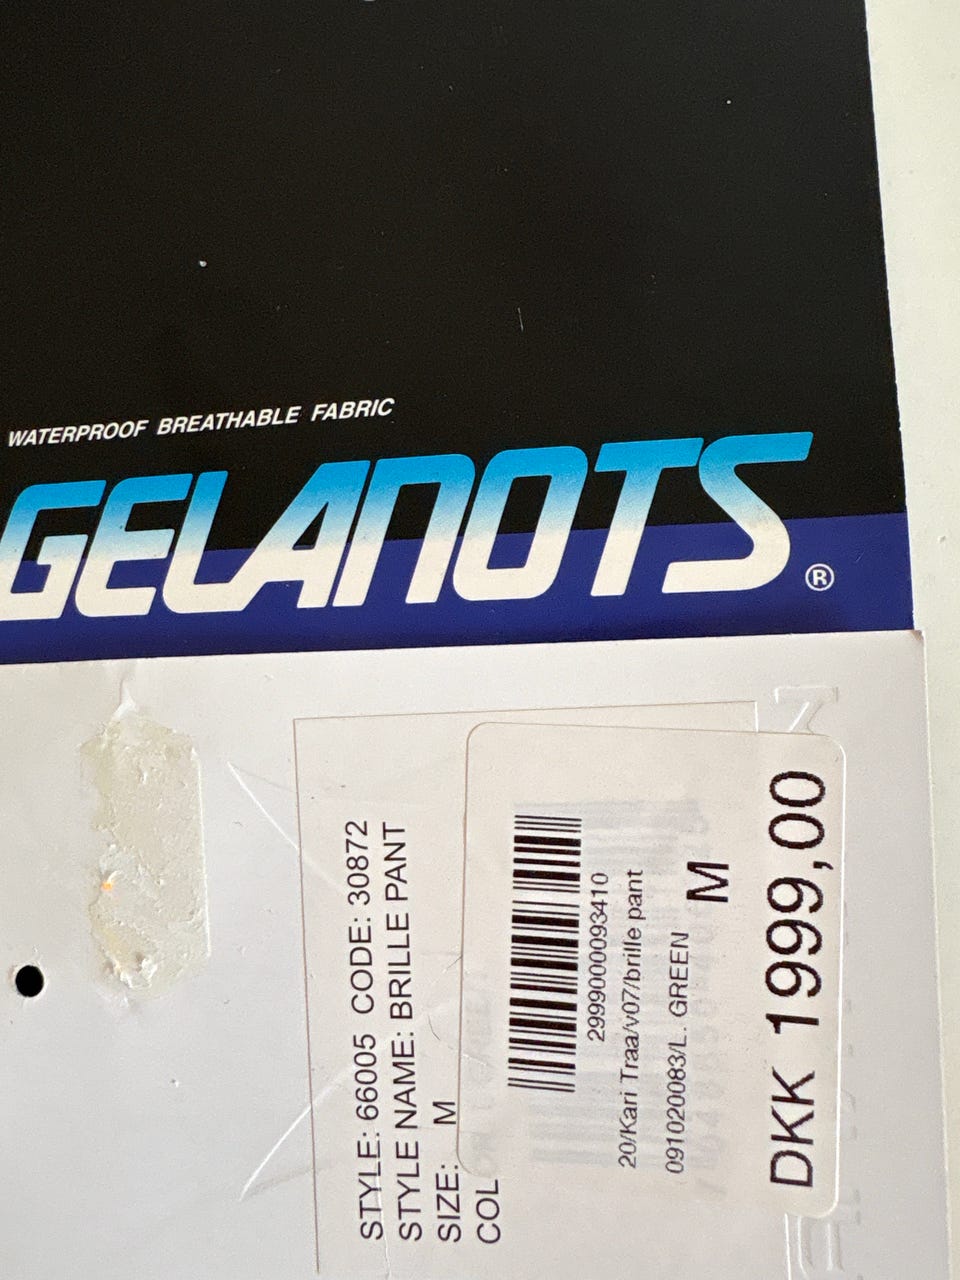 WATERPROOF BREATHABLE FABRIC
GELANOTS®
STYLE: 66005 CODE: 30872
STYLE NAME: BRILLE PANT
SIZE: M
COL
2999000093410
20/Kari Traa/v07/brille pant
091020083/L. GREEN
M
DKK 1999,00